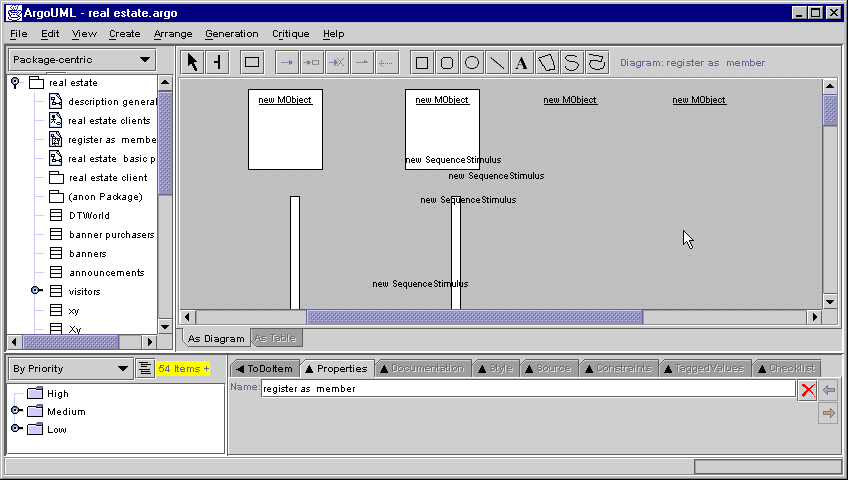 ArgoUML - real estate.argo
File Edit View Create Arrange Generation Critique Help
Package-centric
A
Diagram: register as member
real estate
description general
real estate clients
register as membe
real estate basic p
real estate client
(anon Package)
DTWorld
banner purchasers
banners
announcements
visitors
xy
Xy
new MObject
new MObject
new MObject
new MObject
new SequenceStimulus
new SequenceStimulus
new SequenceStimulus
new SequenceStimulus
As Diagram
As Table
By Priority
54 Items +
High
Medium
Low
ToDoItem
Properties
Documentation
Style
Source
Constraints
TaggedValues
Checklist
Name: register as member